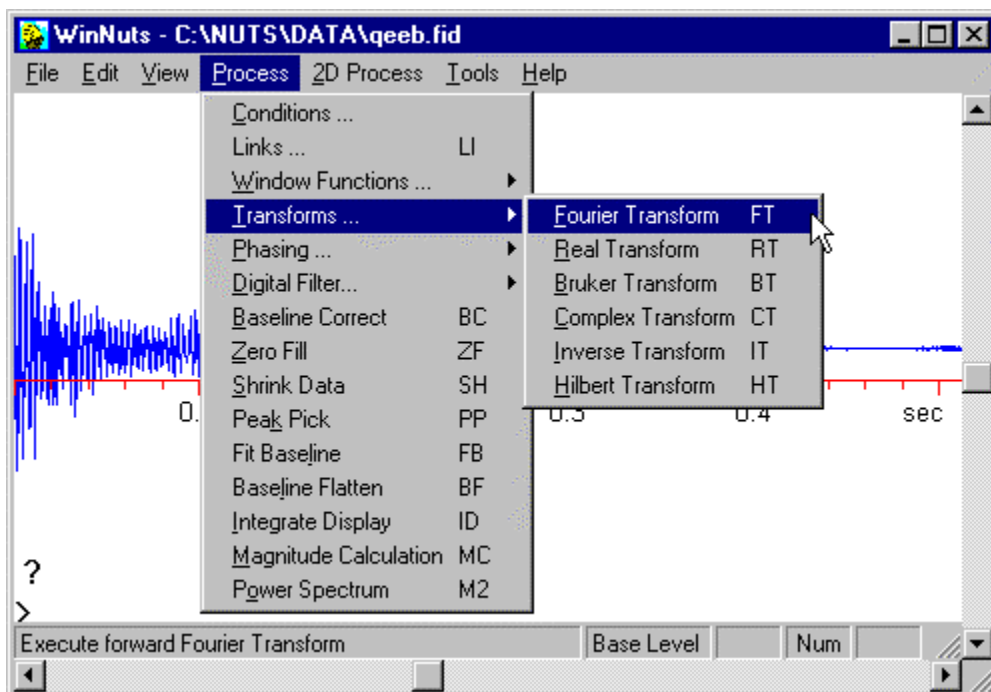 WinNuts - C:\NUTS\DATA\qeeb.fid
File Edit View Process 2D Process Tools Help
Conditions ...
Links ... LI
Window Functions ...
Transforms ...
Phasing ...
Digital Filter...
Baseline Correct BC
Zero Fill ZF
Shrink Data SH
Peak Pick PP
Fit Baseline FB
Baseline Flatten BF
Integrate Display ID
Magnitude Calculation MC
Power Spectrum M2
Fourier Transform FT
Real Transform RT
Bruker Transform BT
Complex Transform CT
Inverse Transform IT
Hilbert Transform HT
0. 0.3 0.4 sec
?
>
Execute forward Fourier Transform Base Level Num